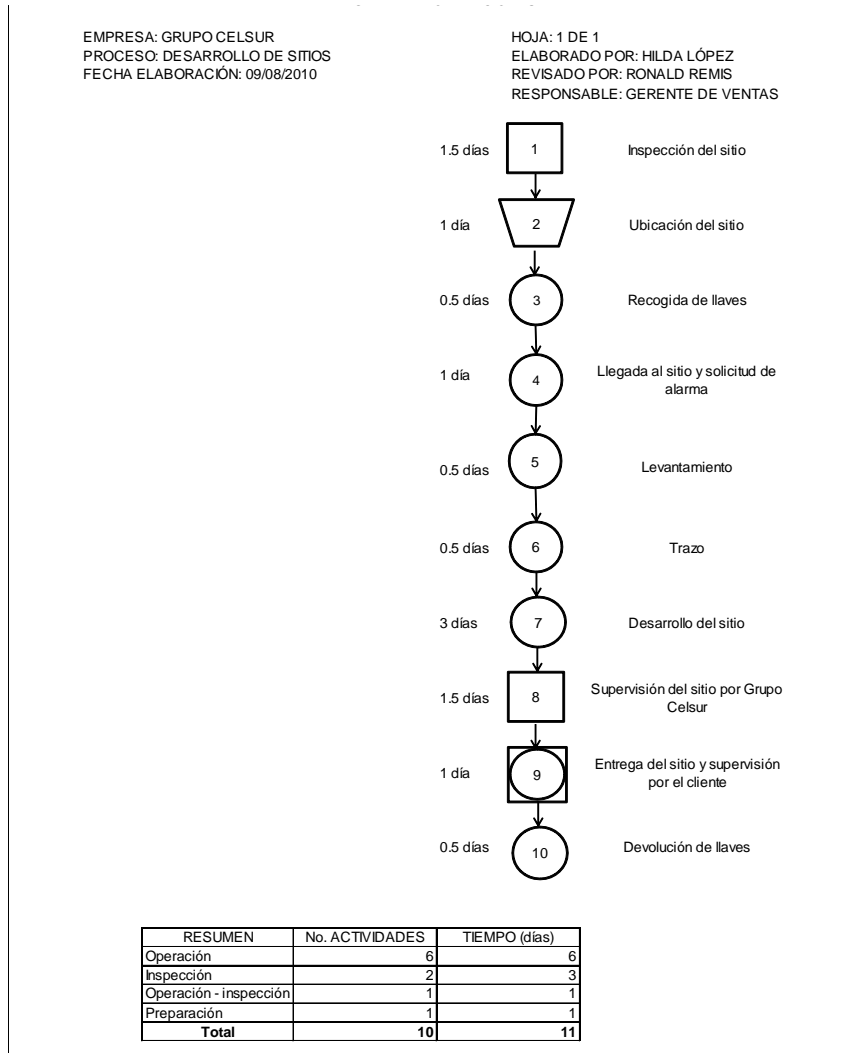 EMPRESA: GRUPO CELSUR
PROCESO: DESARROLLO DE SITIOS
FECHA ELABORACIÓN: 09/08/2010
HOJA: 1 DE 1
ELABORADO POR: HILDA LÓPEZ
REVISADO POR: RONALD REMIS
RESPONSABLE: GERENTE DE VENTAS
1.5 días 1 Inspección del sitio
1 día 2 Ubicación del sitio
0.5 días 3 Recogida de llaves
1 día 4 Llegada al sitio y solicitud de
alarma
0.5 días 5 Levantamiento
0.5 días 6 Trazo
3 días 7 Desarrollo del sitio
1.5 días 8 Supervisión del sitio por Grupo
Celsur
1 día 9 Entrega del sitio y supervisión
por el cliente
0.5 días 10 Devolución de llaves
RESUMEN No. ACTIVIDADES TIEMPO (días)
Operación 6 6
Inspección 2 3
Operación - inspección 1 1
Preparación 1 1
Total 10 11